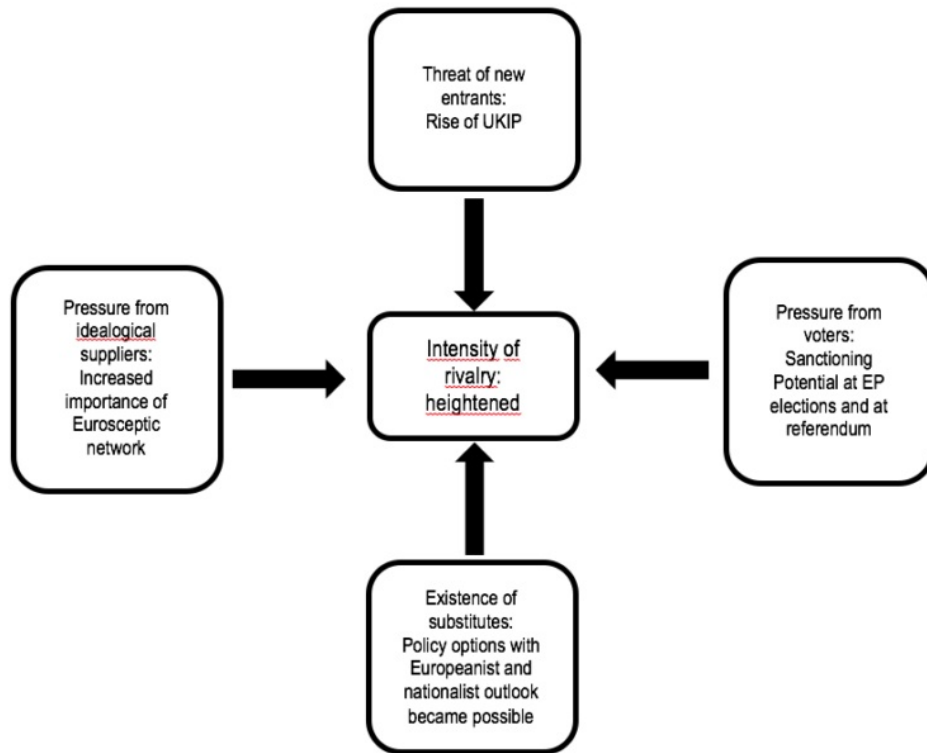 Threat of new
entrants:
Rise of UKIP
Pressure from
idealogical
suppliers:
Increased
importance of
Eurosceptic
network
Intensity of
rivalry:
heightened
Pressure from
voters:
Sanctioning
Potential at EP
elections and at
referendum
Existence of
substitutes:
Policy options with
Europeanist and
nationalist outlook
became possible